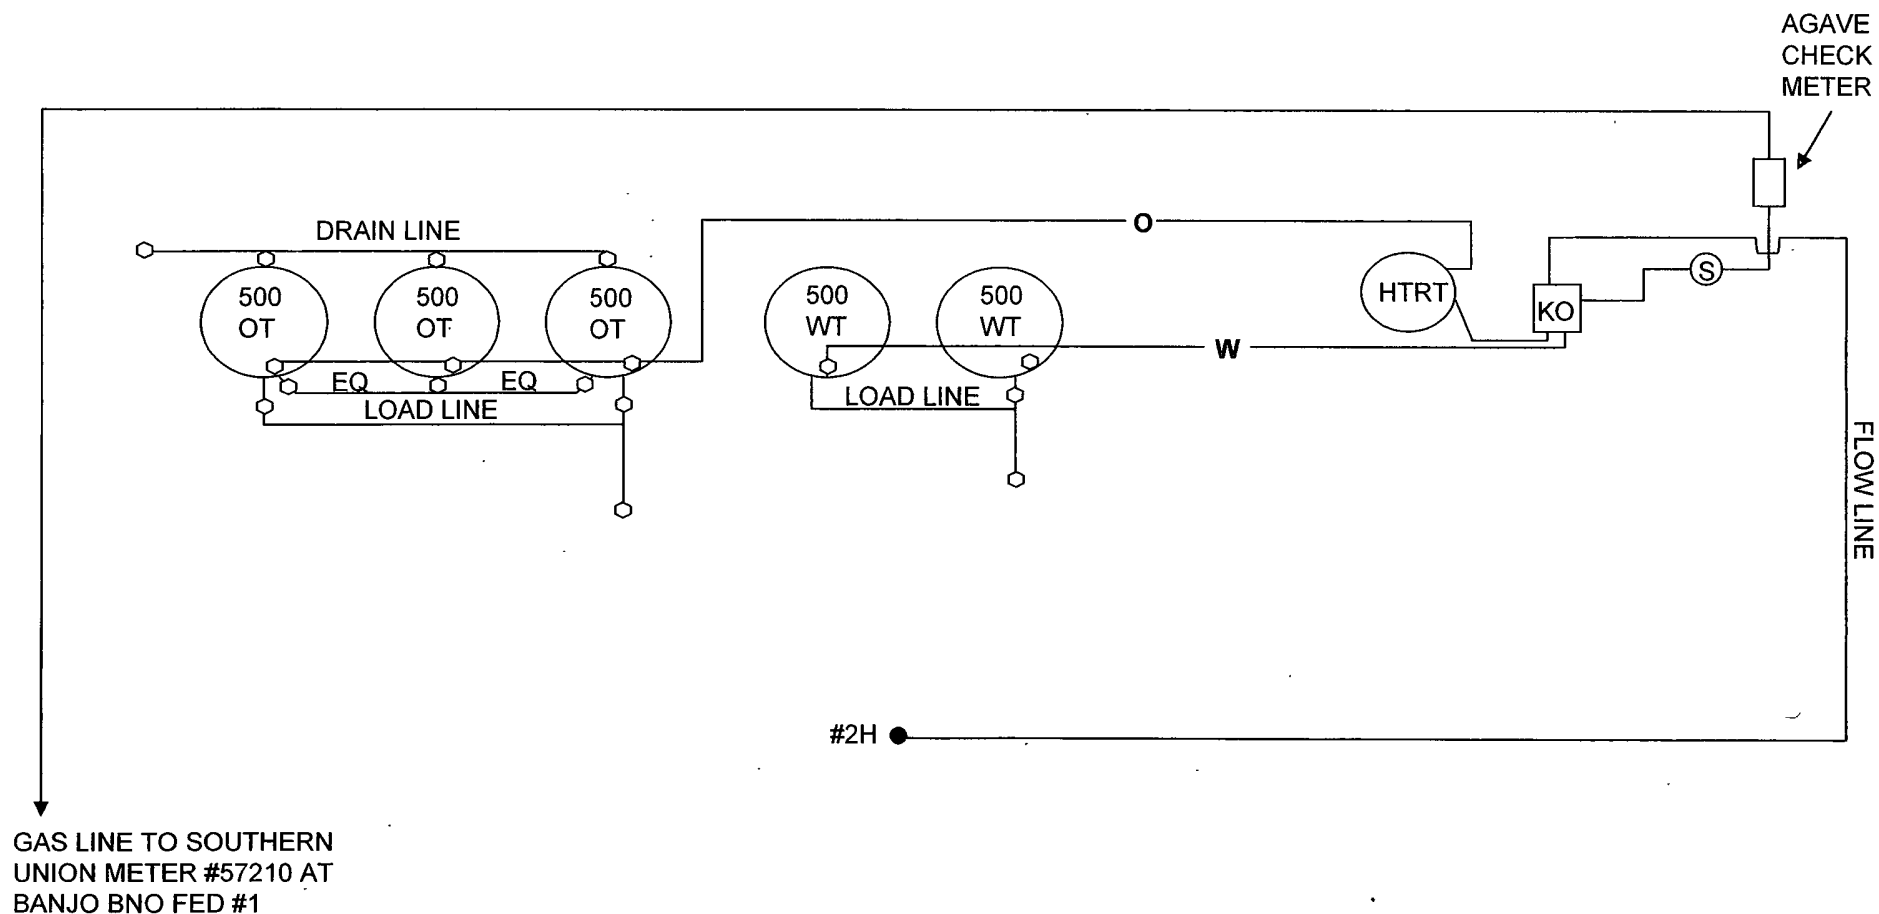 AGAVE
CHECK
METER
DRAIN LINE
O
500
OT
500
OT
500
OT
500
WT
500
WT
HTRT
KO
S
EQ
EQ
LOAD LINE
LOAD LINE
W
FLOW LINE
#2H
GAS LINE TO SOUTHERN
UNION METER #57210 AT
BANJO BNO FED #1